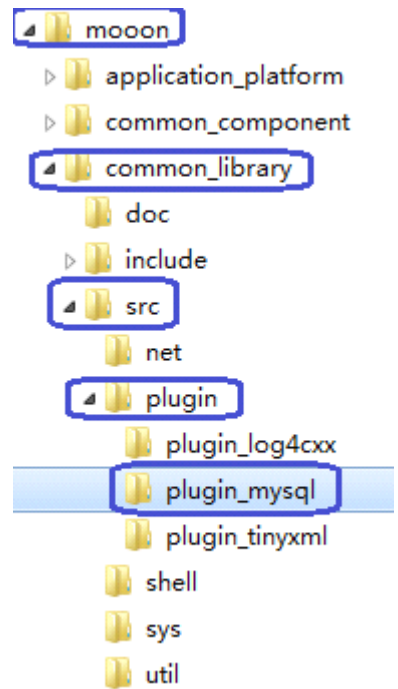 mooon
application_platform
common_component
common_library
doc
include
src
net
plugin
plugin_log4cxx
plugin_mysql
plugin_tinyxml
shell
sys
util